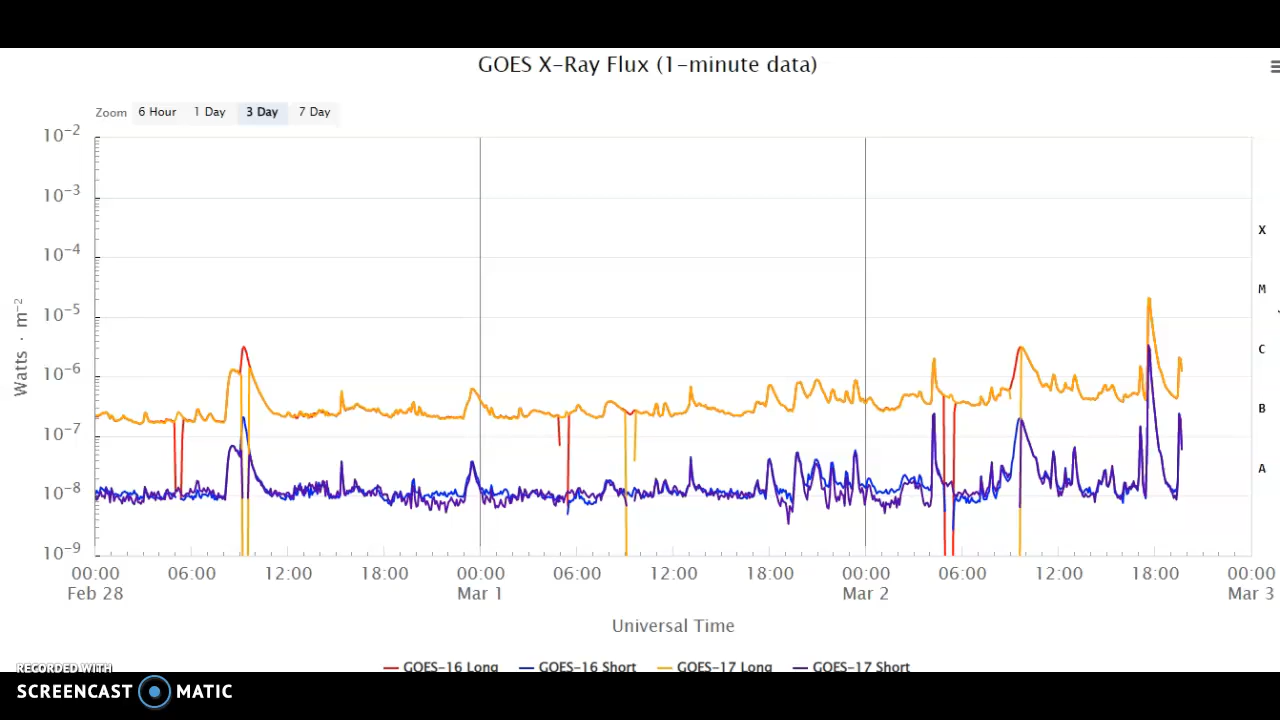 GOES X-Ray Flux (1-minute data)
Zoom 6 Hour 1 Day 3 Day 7 Day
10-2
10-3
10-4
10-5
10-6
10-7
10-8
10-9
Watts · m-2
X
M
C
B
A
00:00 06:00 12:00 18:00 00:00 06:00 12:00 18:00 00:00 06:00 12:00 18:00 00:00
Feb 28 Mar 1 Mar 2 Mar 3
Universal Time
GOES-16 Long GOES-16 Short GOES-17 Long GOES-17 Short
RECORDED WITH
SCREENCAST MATIC